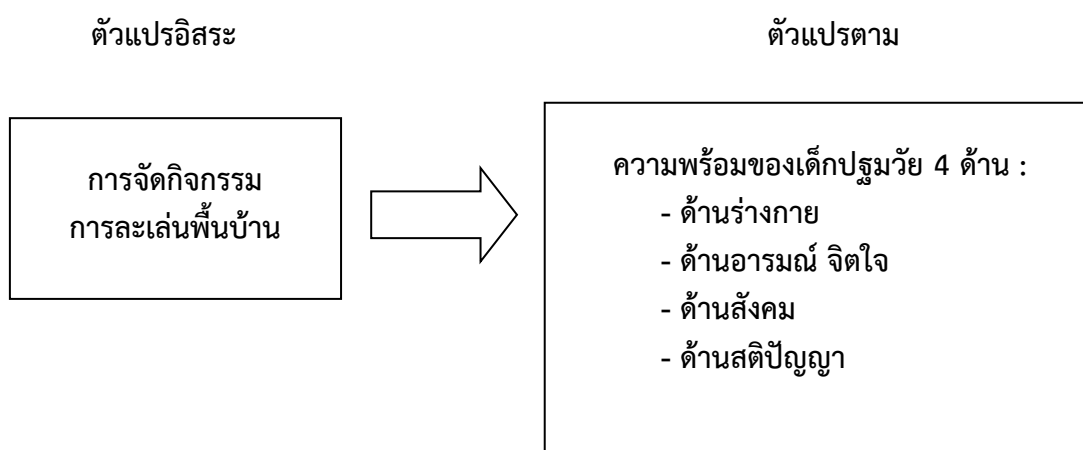 ตัวแปรอิสระ
ตัวแปรตาม
การจัดกิจกรรม
การละเล่นพื้นบ้าน
ความพร้อมของเด็กปฐมวัย 4 ด้าน :
- ด้านร่างกาย
- ด้านอารมณ์ จิตใจ
- ด้านสังคม
- ด้านสติปัญญา